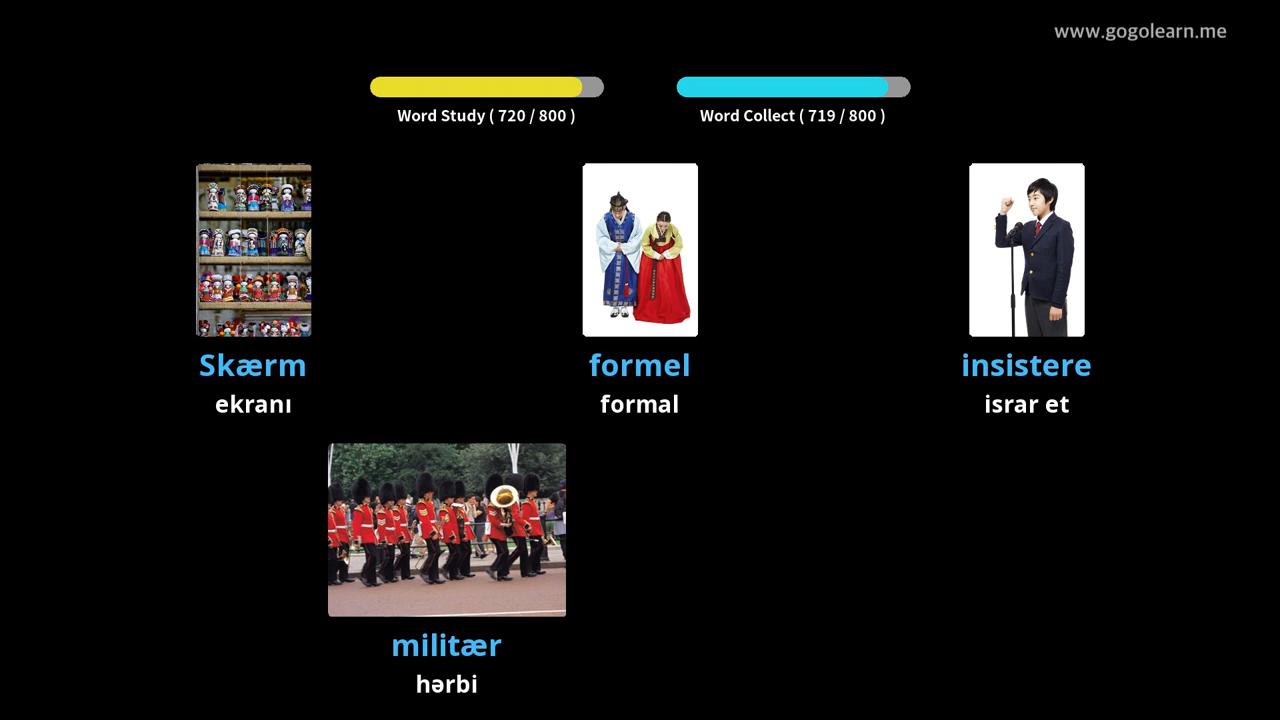 www.gogolearn.me
Word Study ( 720 / 800 )
Word Collect ( 719 / 800 )
Skærm
ekranı
formel
formal
insistere
israr et
militær
hərbi